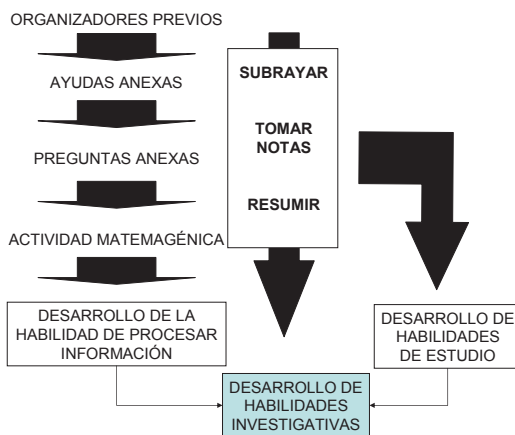 ORGANIZADORES PREVIOS
AYUDAS ANEXAS
PREGUNTAS ANEXAS
ACTIVIDAD MATEMAGÉNICA
DESARROLLO DE LA
HABILIDAD DE PROCESAR
INFORMACIÓN
SUBRAYAR
TOMAR
NOTAS
RESUMIR
DESARROLLO DE
HABILIDADES
DE ESTUDIO
DESARROLLO DE
HABILIDADES
INVESTIGATIVAS